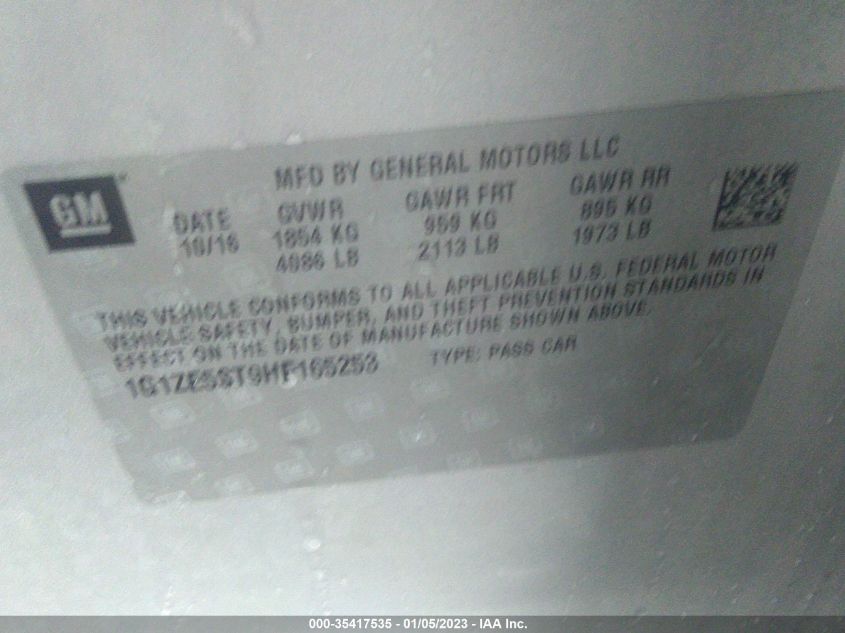 GM
MFD BY GENERAL MOTORS LLC
DATE GVWR GAWR FRT GAWR RR
10/16 1854 KG 959 KG 895 KG
4086 LB 2113 LB 1973 LB
THIS VEHICLE CONFORMS TO ALL APPLICABLE U.S. FEDERAL MOTOR
VEHICLE SAFETY, BUMPER, AND THEFT PREVENTION STANDARDS IN
EFFECT ON THE DATE OF MANUFACTURE SHOWN ABOVE.
1G1ZE5ST9HF165253 TYPE: PASS CAR
000-35417535 - 01/05/2023 - IAA Inc.